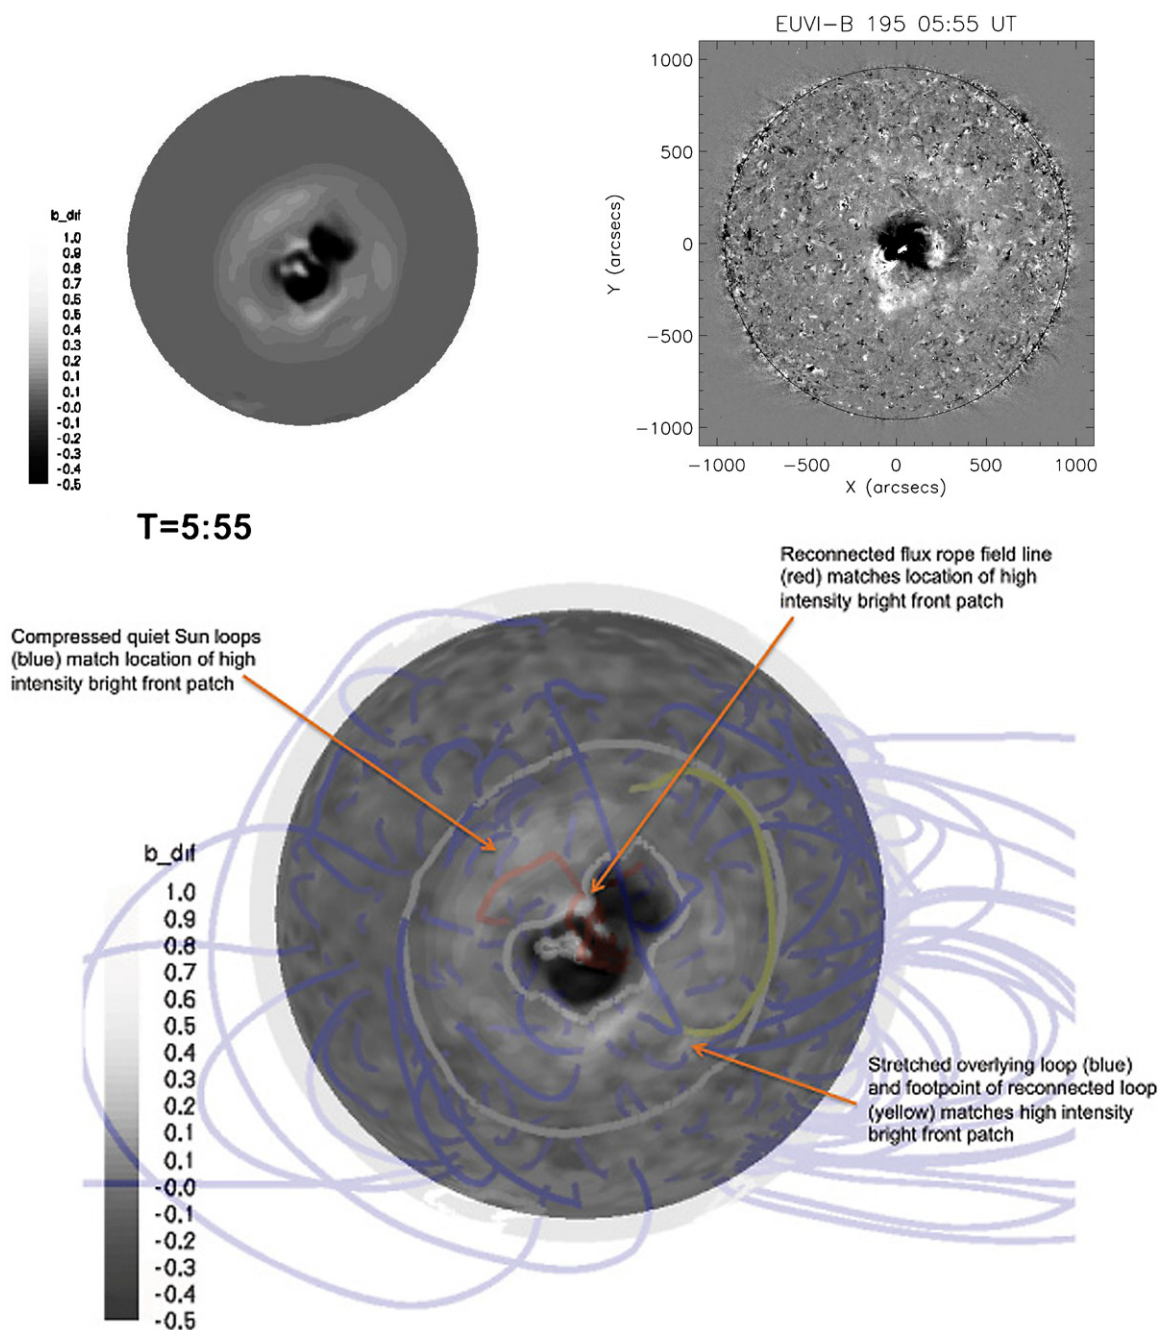 EUVI-B 195 05:55 UT
b_dif
1.0
0.9
0.8
0.7
0.6
0.5
0.4
0.3
0.2
0.1
0.1
-0.0
-0.1
-0.2
-0.3
-0.4
-0.5
1000
500
0
-500
-1000
Y (arcsecs)
-1000 -500 0 500 1000
X (arcsecs)
T=5:55
Reconnected flux rope field line
(red) matches location of high
intensity bright front patch
Compressed quiet Sun loops
(blue) match location of high
intensity bright front patch
b_dif
1.0
0.9
0.8
0.7
0.6
0.5
0.4
0.3
0.2
0.1
0.1
-0.0
-0.1
-0.2
-0.3
-0.4
-0.5
Stretched overlying loop (blue)
and footpoint of reconnected loop
(yellow) matches high intensity
bright front patch